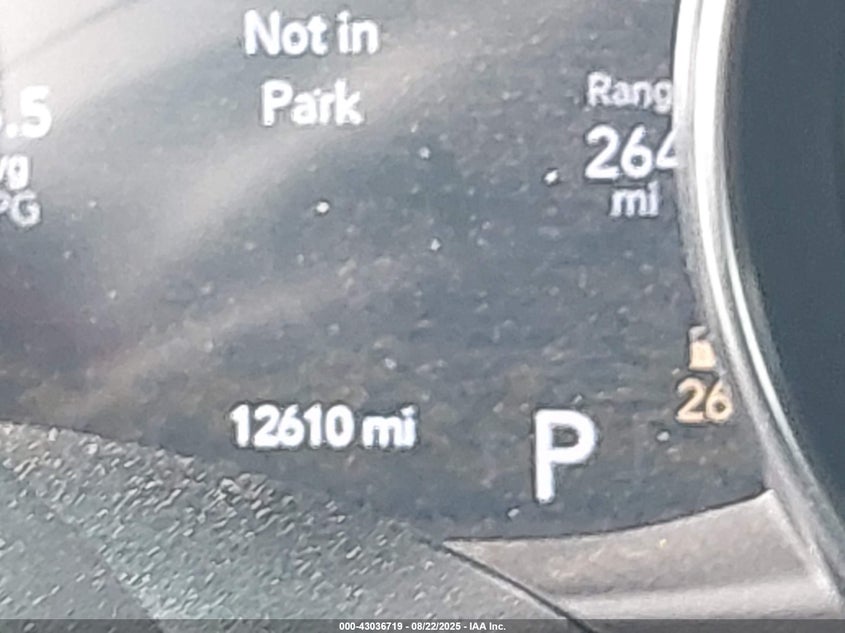 Not in
Park
.5
Rang
264
vg
mi
PG
26
12610 mi
P
000-43036719 - 08/22/2025 - IAA Inc.